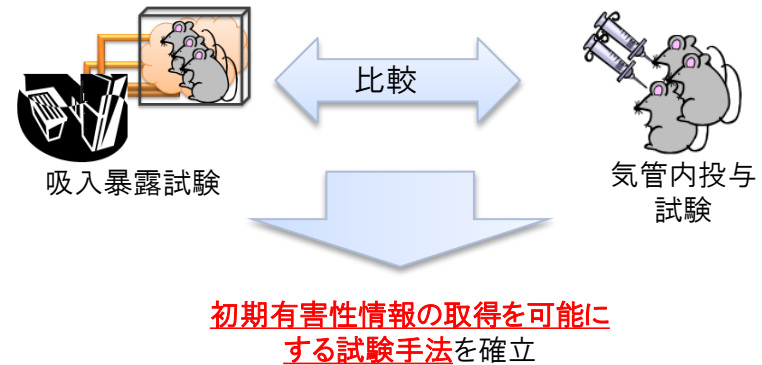 比較
吸入暴露試験
気管内投与
試験
初期有害性情報の取得を可能に
する試験手法を確立